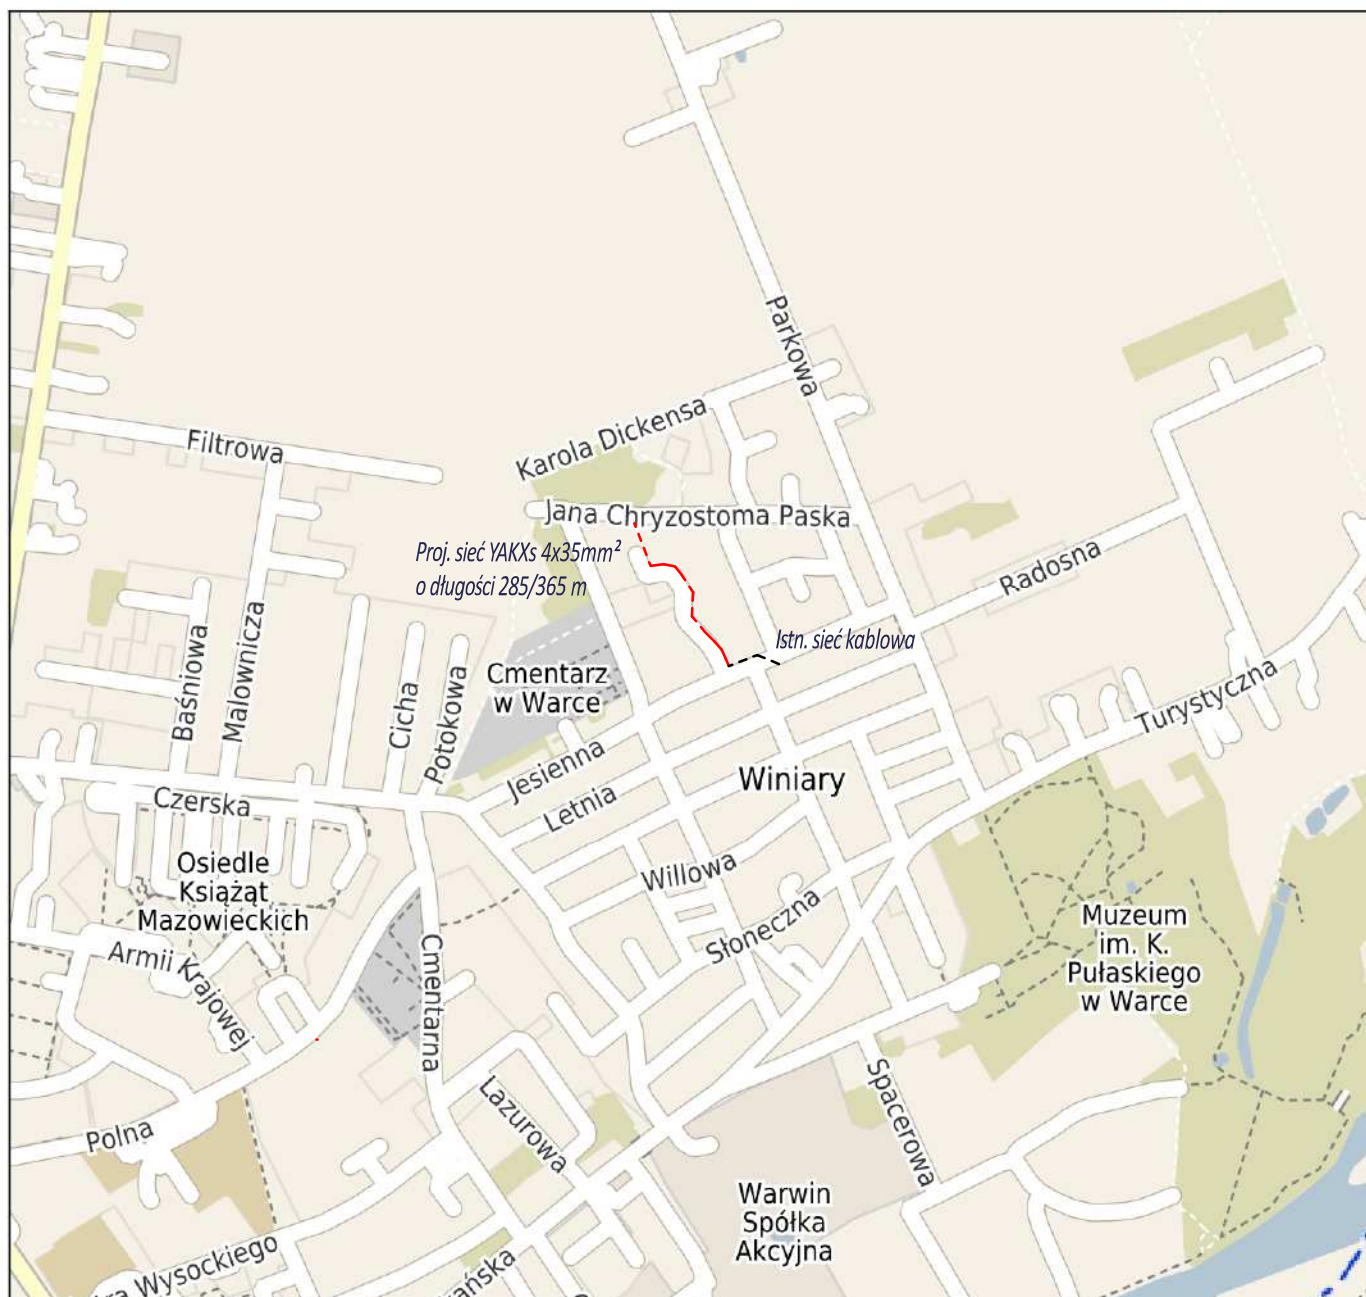 Parkowa
Karola Dickensa
Filtrowa
Jana Chryzostoma Paska
Proj. sieć YAKXs 4x35mm²
o długości 285/365 m
Radosna
Istn. sieć kablowa
Baśniowa
Malownicza
Cicha
Potokowa
Cmentarz
w Warce
Turystyczna
Jesienna
Letnia
Winiary
Czerska
Willowa
Osiedle
Książąt
Mazowieckich
Słoneczna
Muzeum
im. K.
Pułaskiego
w Warce
Armii Krajowej
Cmentarna
Lazurowa
Spacerowa
Polna
Warwin
Spółka
Akcyjna
Wysockiego